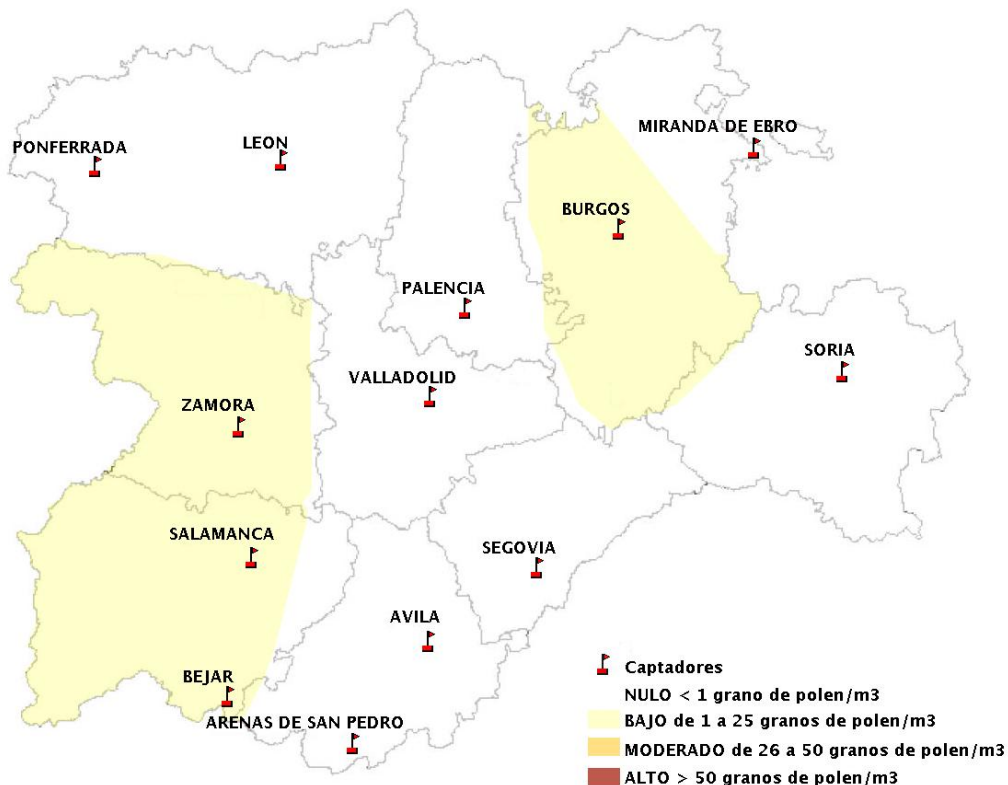 MIRANDA DE EBRO
PONFERRADA
LEON
BURGOS
PALENCIA
SORIA
VALLADOLID
ZAMORA
SALAMANCA
SEGOVIA
AVILA
BEJAR
ARENAS DE SAN PEDRO
Captadores
NULO < 1 grano de polen/m3
BAJO de 1 a 25 granos de polen/m3
MODERADO de 26 a 50 granos de polen/m3
ALTO > 50 granos de polen/m3